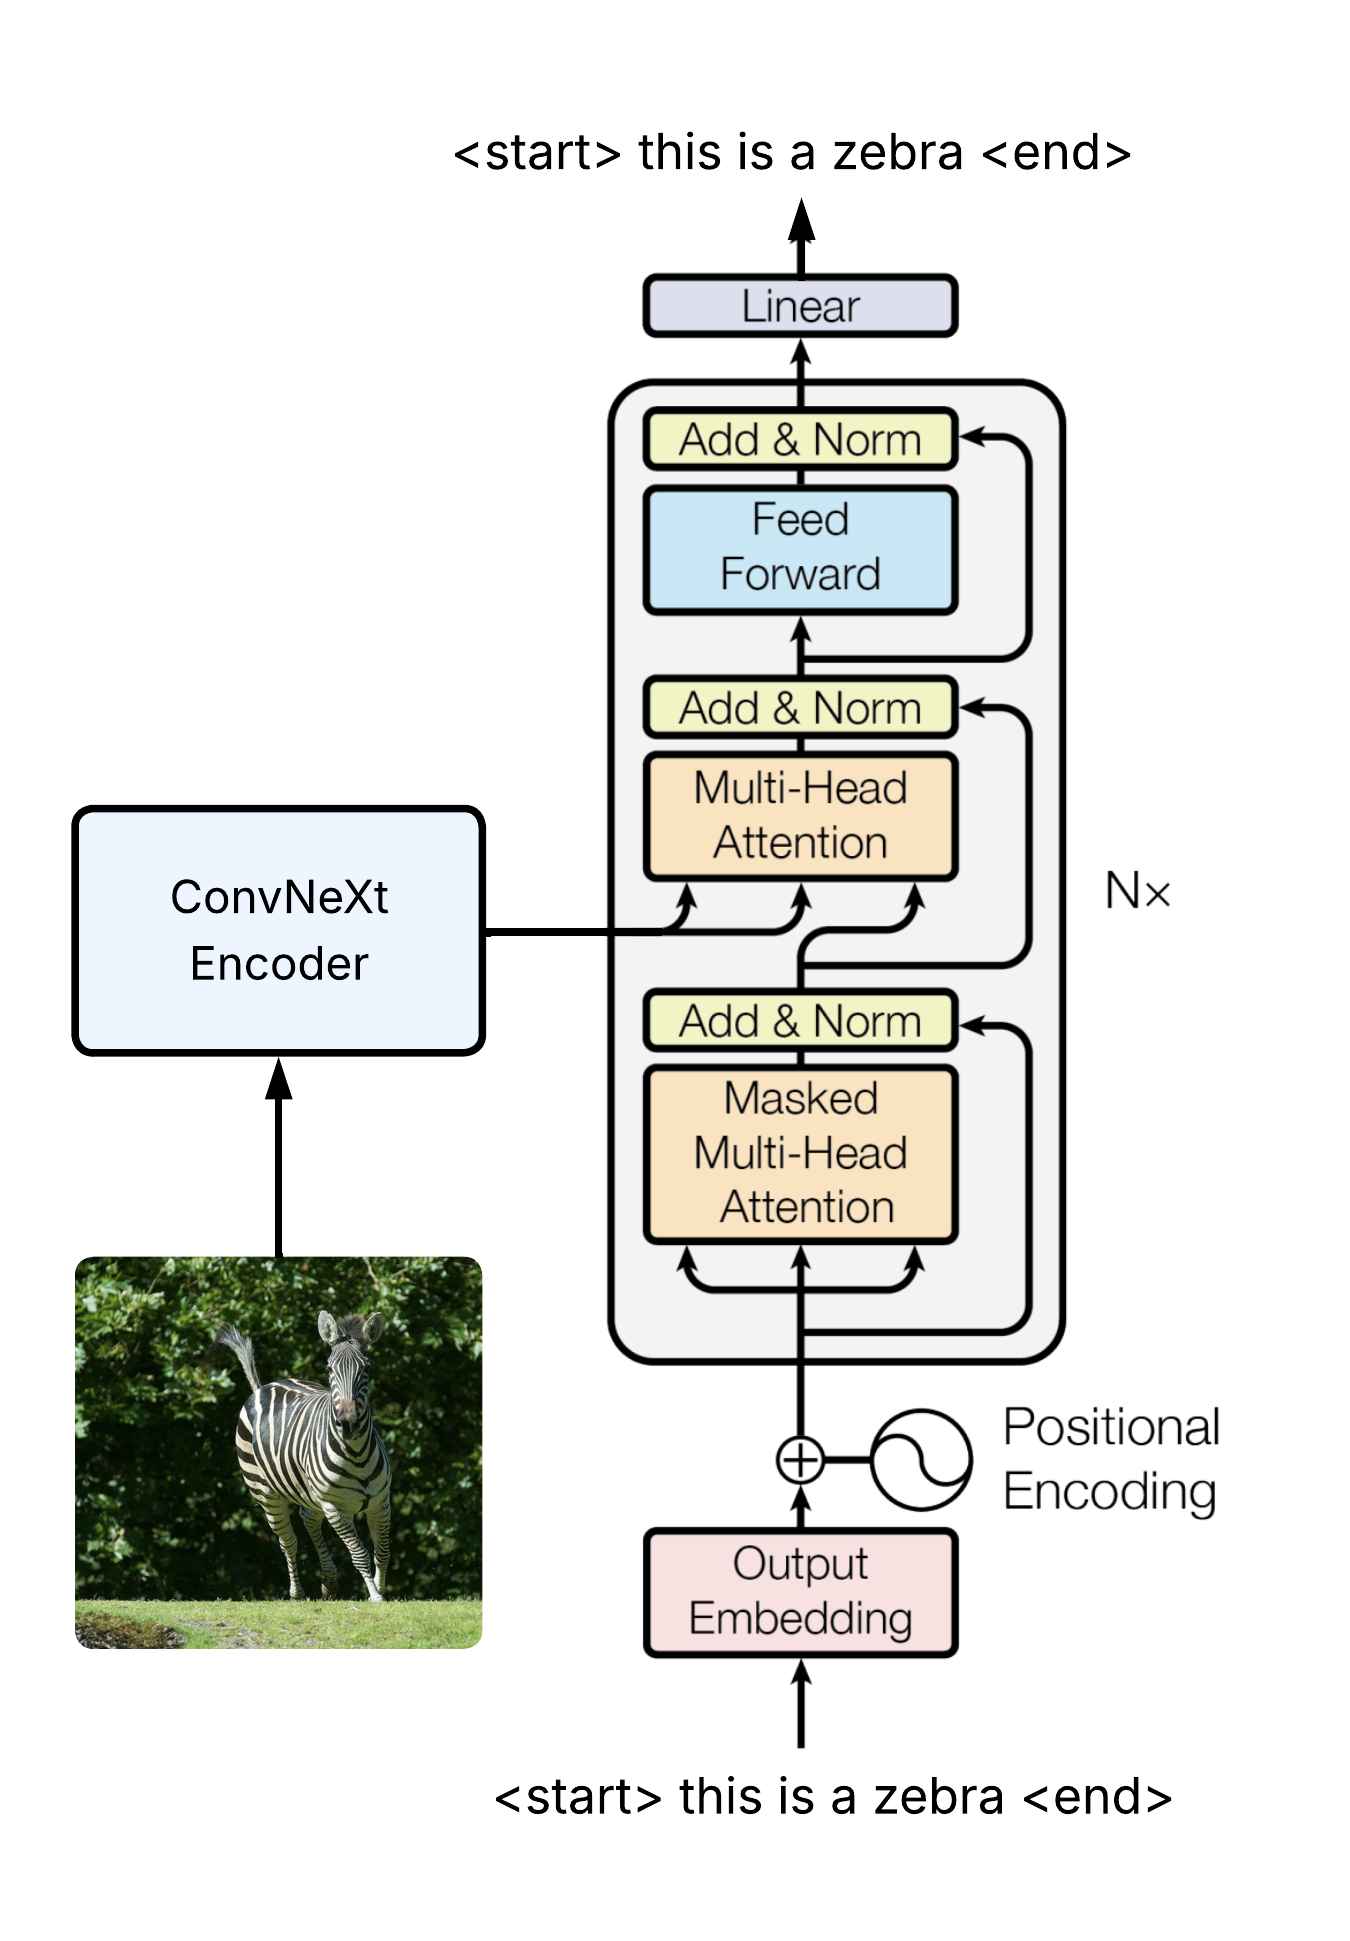 <start> this is a zebra <end>
Linear
Add & Norm
Feed
Forward
Add & Norm
Multi-Head
Attention
N×
ConvNeXt
Encoder
Add & Norm
Masked
Multi-Head
Attention
Positional
Encoding
Output
Embedding
<start> this is a zebra <end>